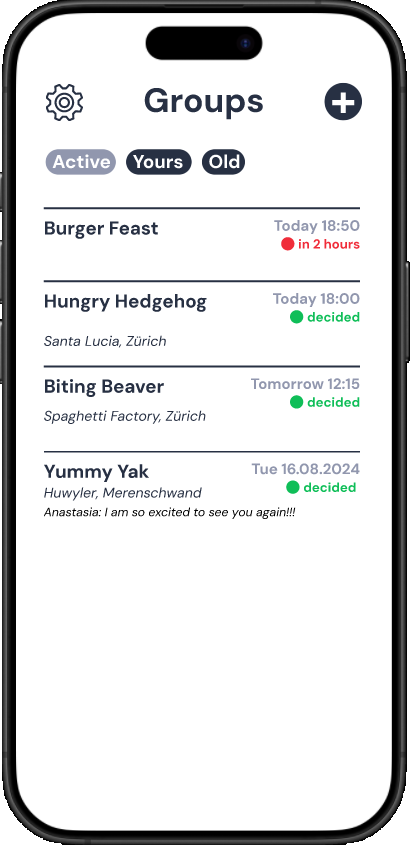 Groups
Active Yours Old
Burger Feast Today 18:50
in 2 hours
Hungry Hedgehog Today 18:00
decided
Santa Lucia, Zürich
Biting Beaver Tomorrow 12:15
decided
Spaghetti Factory, Zürich
Yummy Yak Tue 16.08.2024
Huwyler, Merenschwand decided
Anastasia: I am so excited to see you again!!!